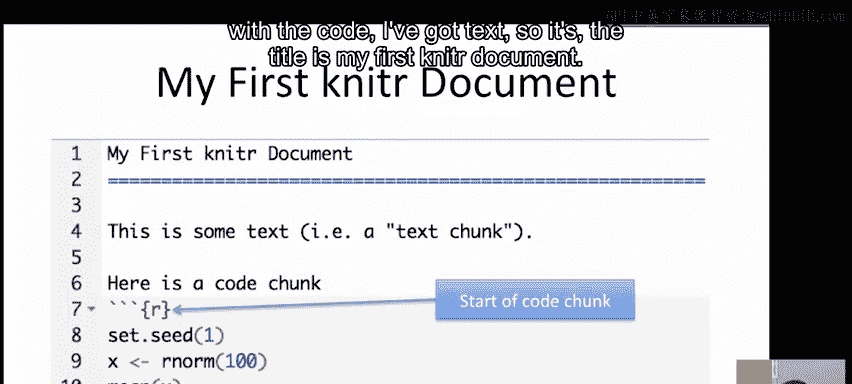 with the code, I've got text, so it's, the
title is my first knitr document.
My First knitr Document
1 My First knitr Document
2 =======================================================
3
4 This is some text (i.e. a "text chunk").
5
6 Here is a code chunk
7 ```{r}
Start of code chunk
8 set.seed(1)
9 x <- rnorm(100)